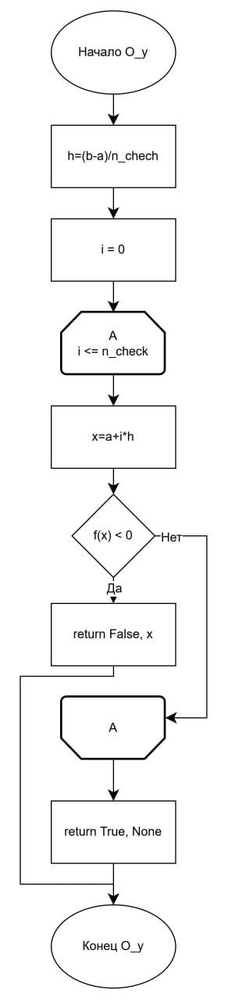 Начало O_y
h=(b-a)/n_chech
i = 0
A
i <= n_check
x=a+i*h
f(x) < 0
Нет
Да
return False, x
A
return True, None
Конец O_y